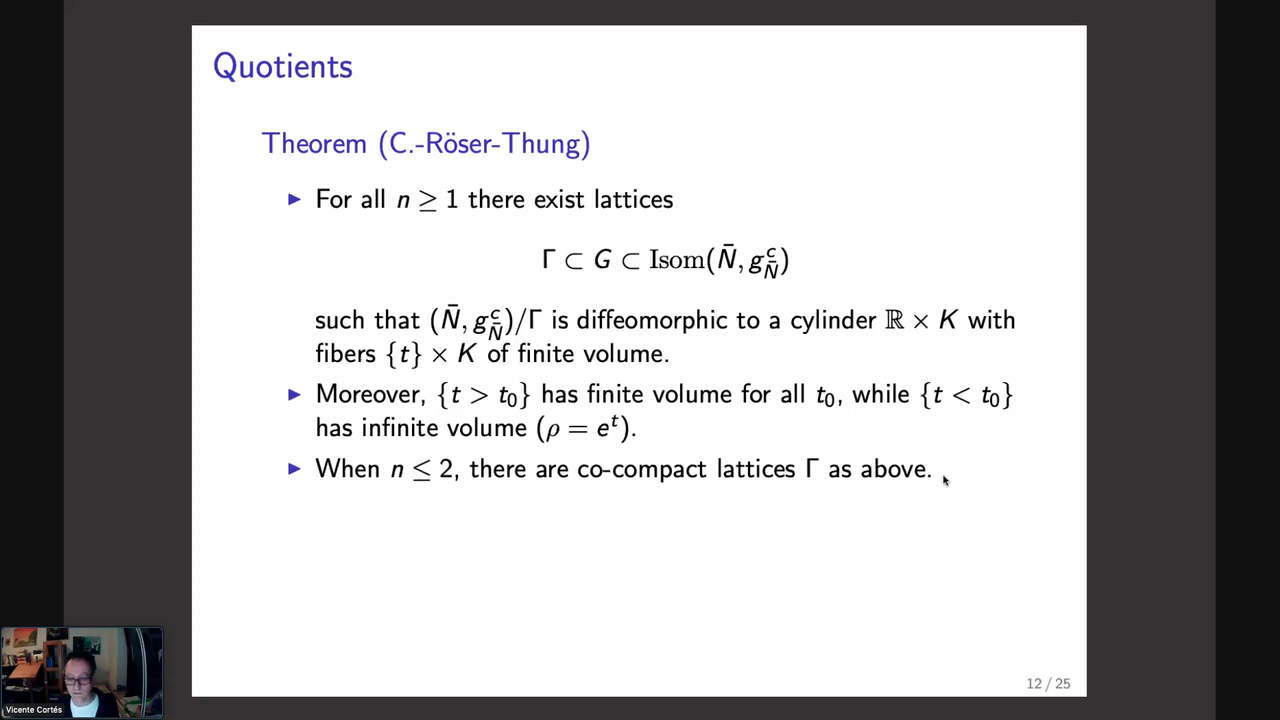 Quotients
Theorem (C.-Röser-Thung)
▶ For all n ≥ 1 there exist lattices
Γ ⊂ G ⊂ Isom(N̄, g^c_N̄)
such that (N̄, g^c_N̄)/Γ is diffeomorphic to a cylinder ℝ × K with
fibers {t} × K of finite volume.
▶ Moreover, {t > t₀} has finite volume for all t₀, while {t < t₀}
has infinite volume (ρ = e^t).
▶ When n ≤ 2, there are co-compact lattices Γ as above.
12 / 25
Vicente Cortés